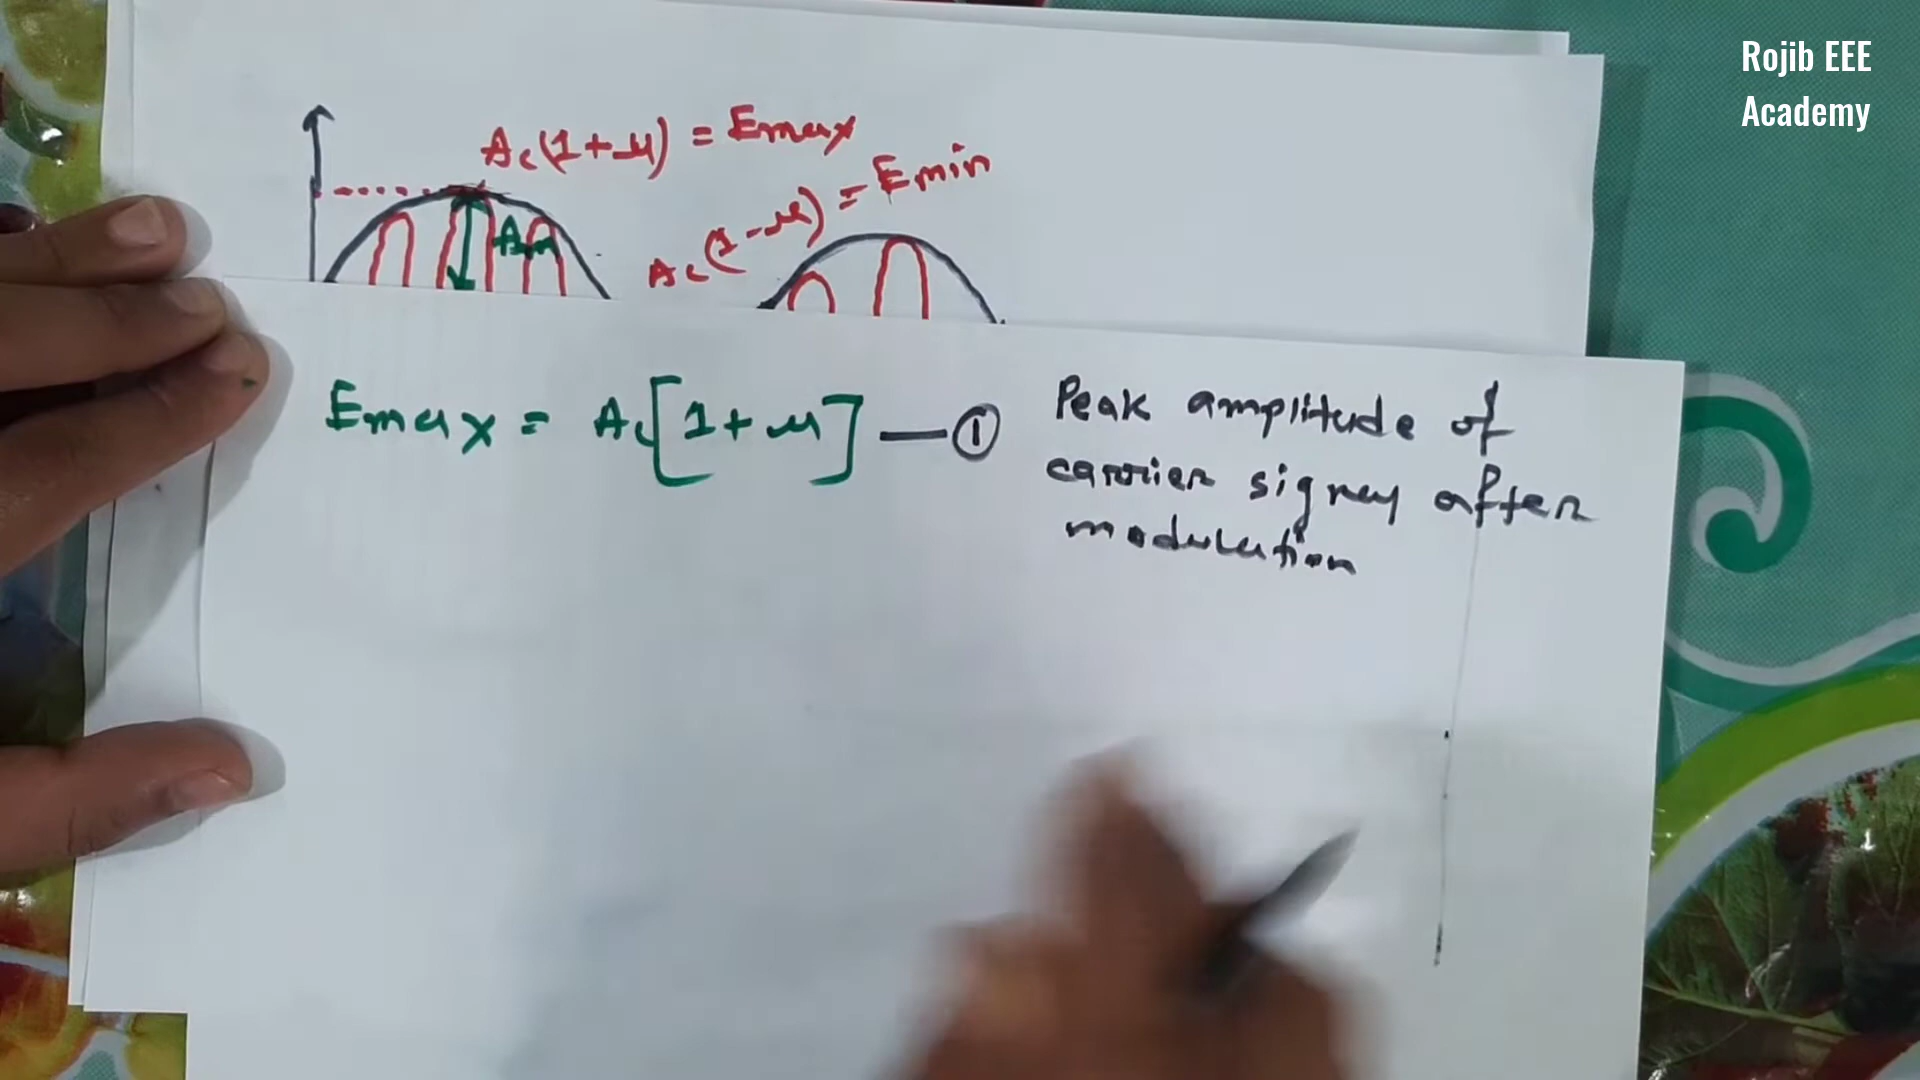 Rojib EEE
Academy
Ac(1+μ) = Emax
Ac(1-μ) = Emin
Am
Emax = Ac[1+μ] — ①
Peak amplitude of
carrier signal after
modulation